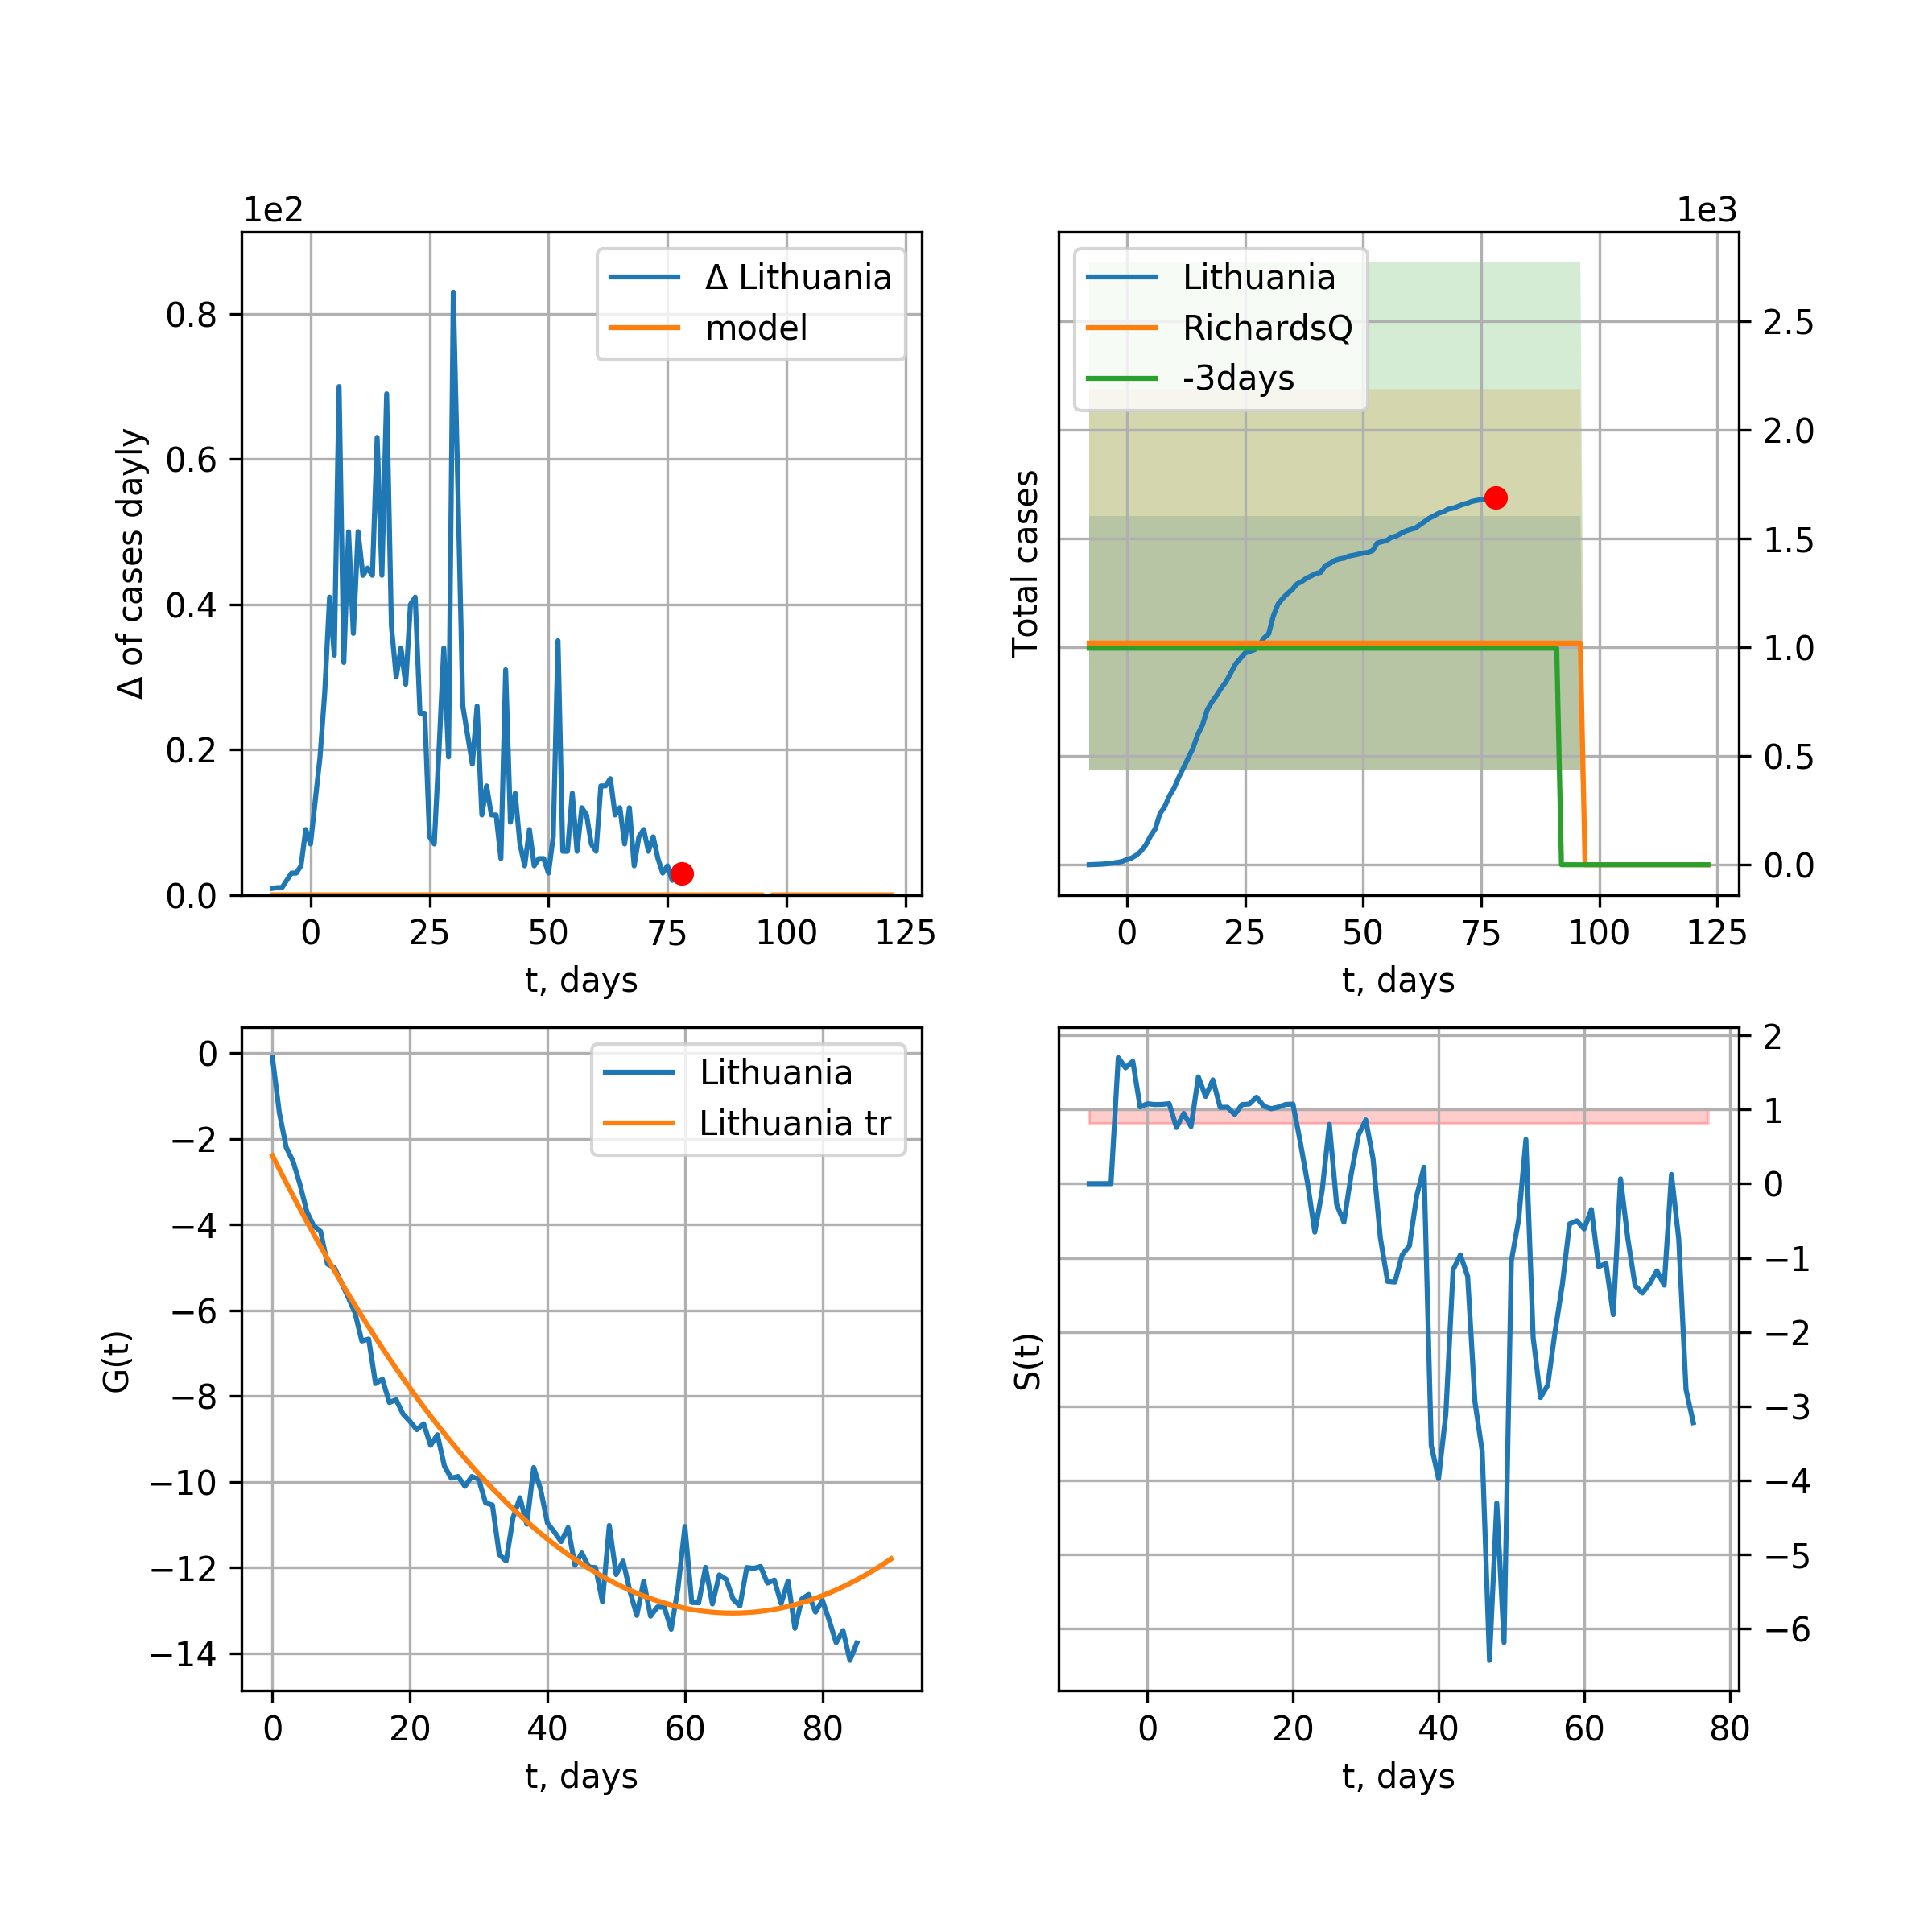 1e2
Δ of cases dayly
0.8
0.6
0.4
0.2
0.0
0 25 50 75 100 125
t, days
Δ Lithuania
model
1e3
Total cases
2.5
2.0
1.5
1.0
0.5
0.0
0 25 50 75 100 125
t, days
Lithuania
RichardsQ
-3days
G(t)
0
−2
−4
−6
−8
−10
−12
−14
0 20 40 60 80
t, days
Lithuania
Lithuania tr
S(t)
2
1
0
−1
−2
−3
−4
−5
−6
0 20 40 60 80
t, days